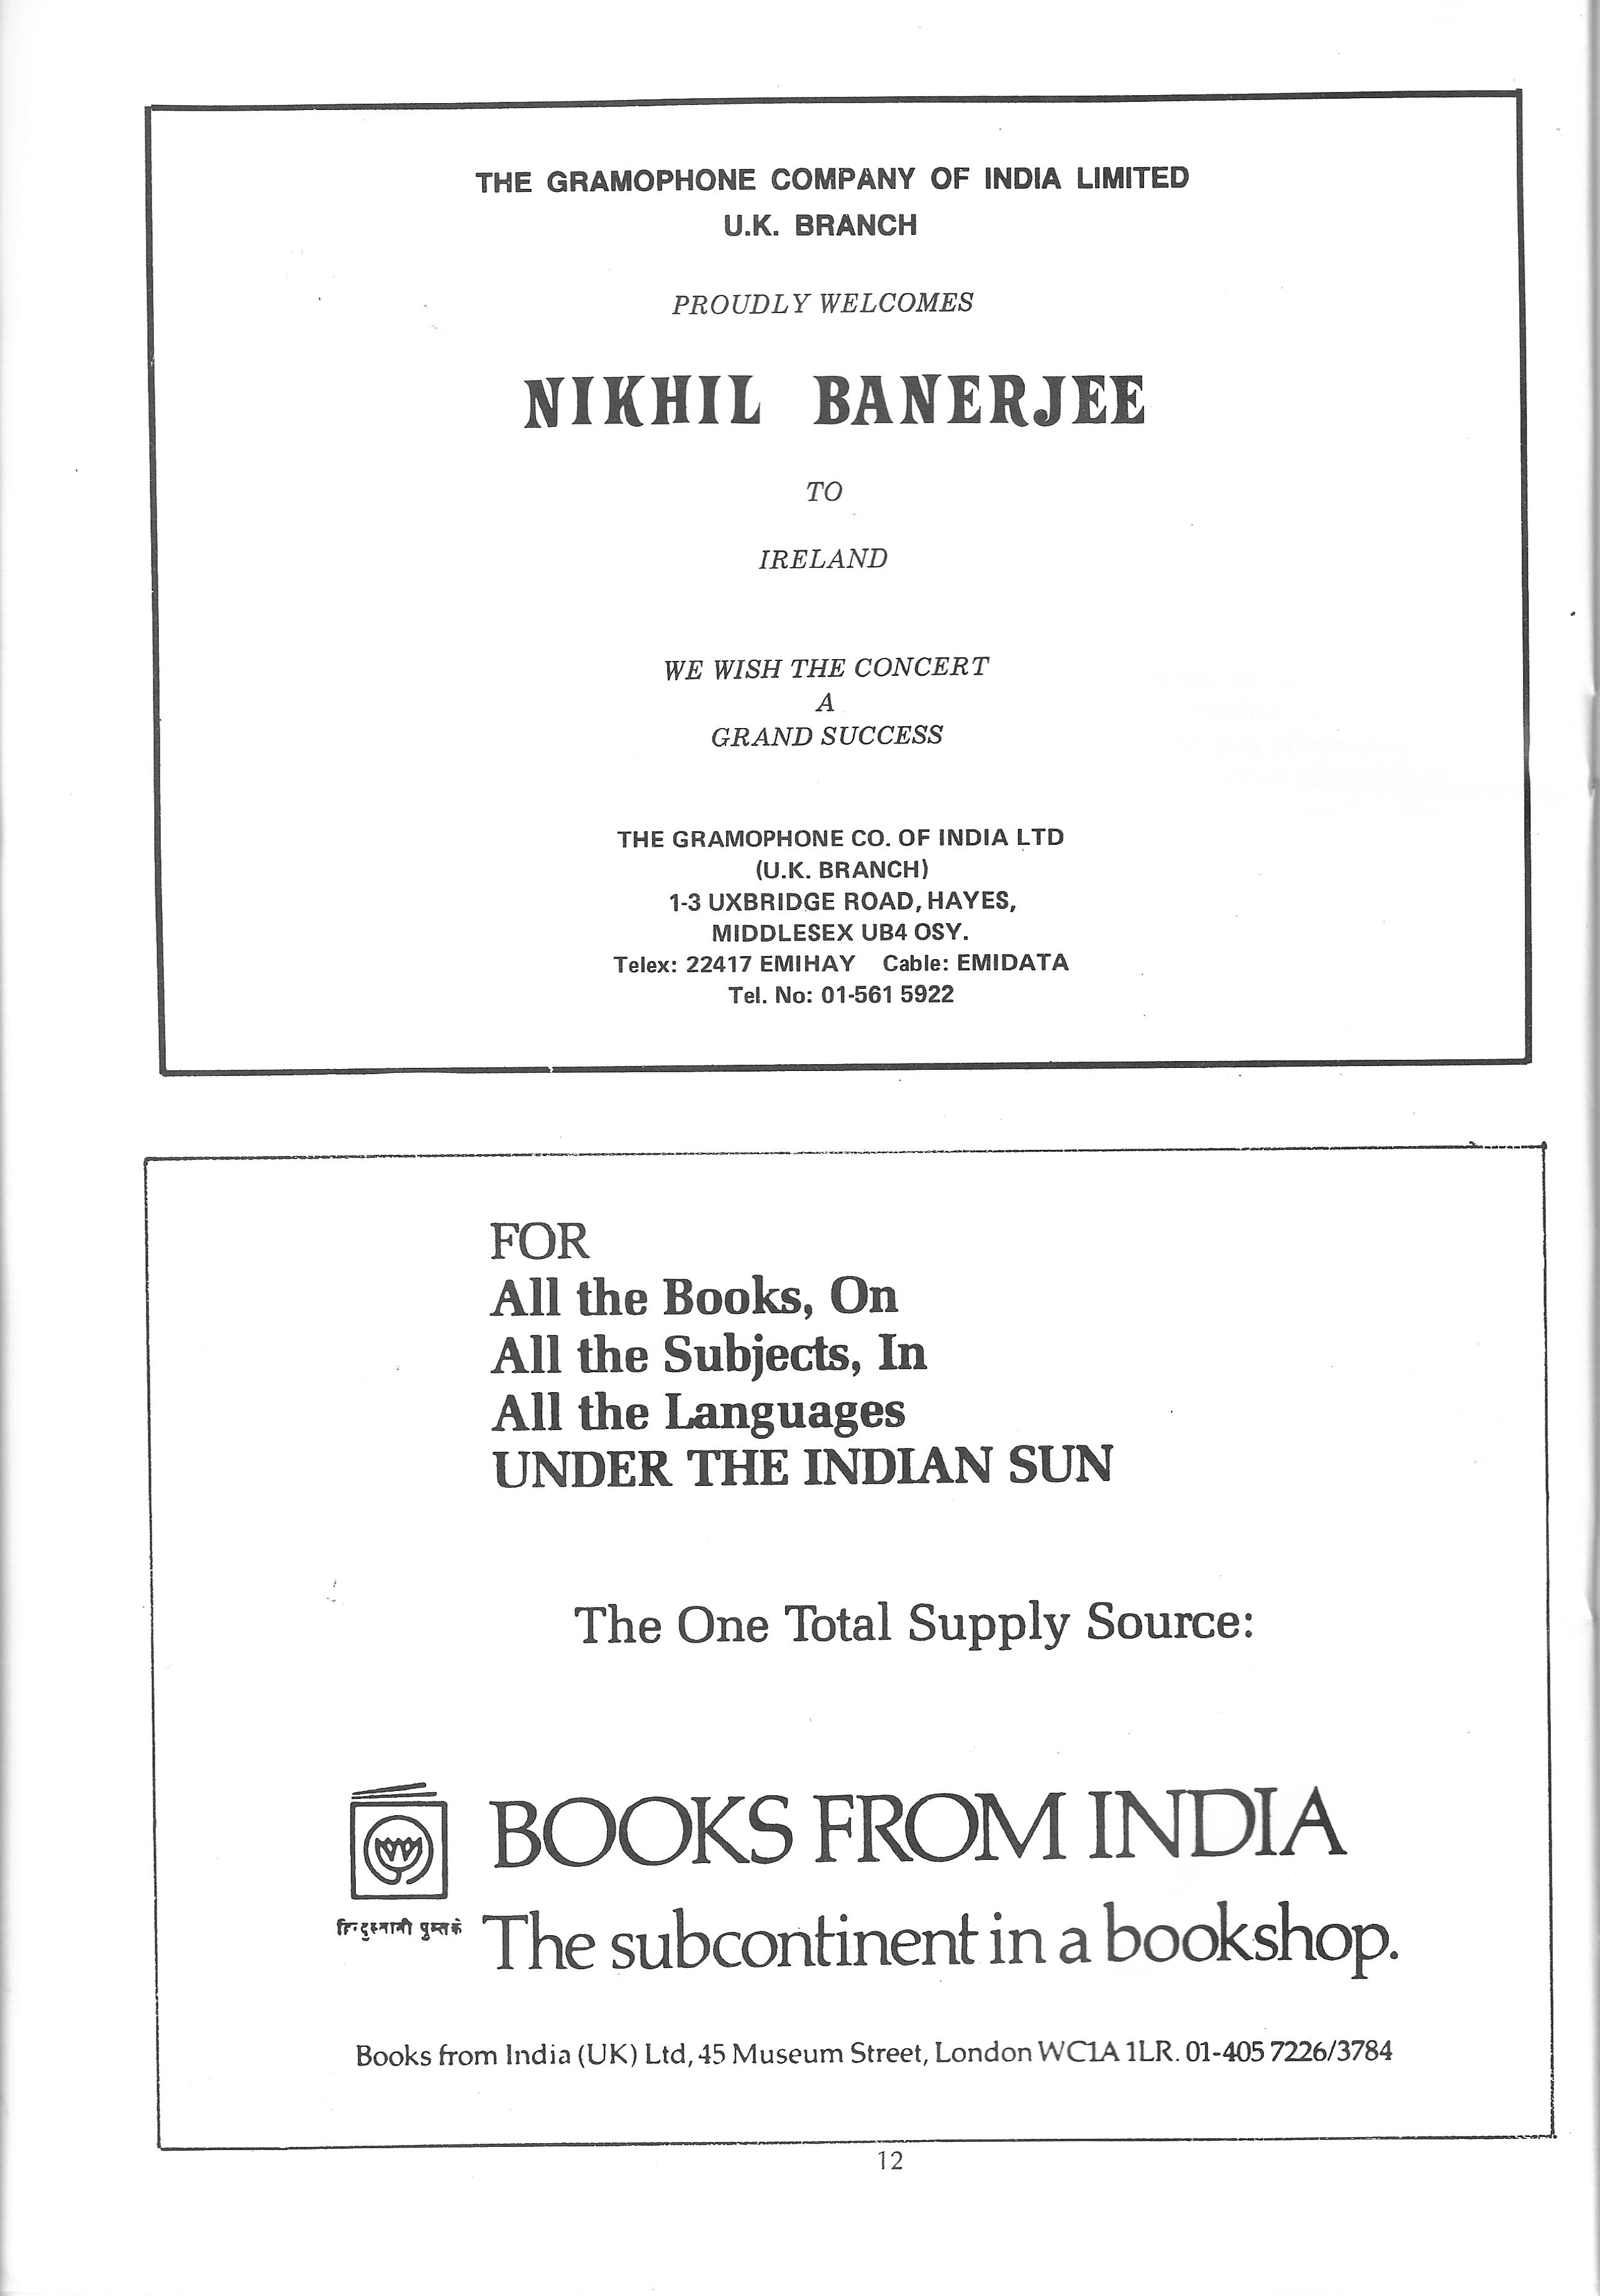 THE GRAMOPHONE COMPANY OF INDIA LIMITED
U.K. BRANCH
PROUDLY WELCOMES
NIKHIL BANERJEE
TO
IRELAND
WE WISH THE CONCERT
A
GRAND SUCCESS
THE GRAMOPHONE CO. OF INDIA LTD
(U.K. BRANCH)
1-3 UXBRIDGE ROAD, HAYES,
MIDDLESEX UB4 OSY.
Telex: 22417 EMIHAY Cable: EMIDATA
Tel. No: 01-561 5922
FOR
All the Books, On
All the Subjects, In
All the Languages
UNDER THE INDIAN SUN
The One Total Supply Source:
BOOKS FROM INDIA
हिन्दुस्तानी पुस्तकें The subcontinent in a bookshop.
Books from India (UK) Ltd, 45 Museum Street, London WC1A 1LR. 01-405 7226/3784
12